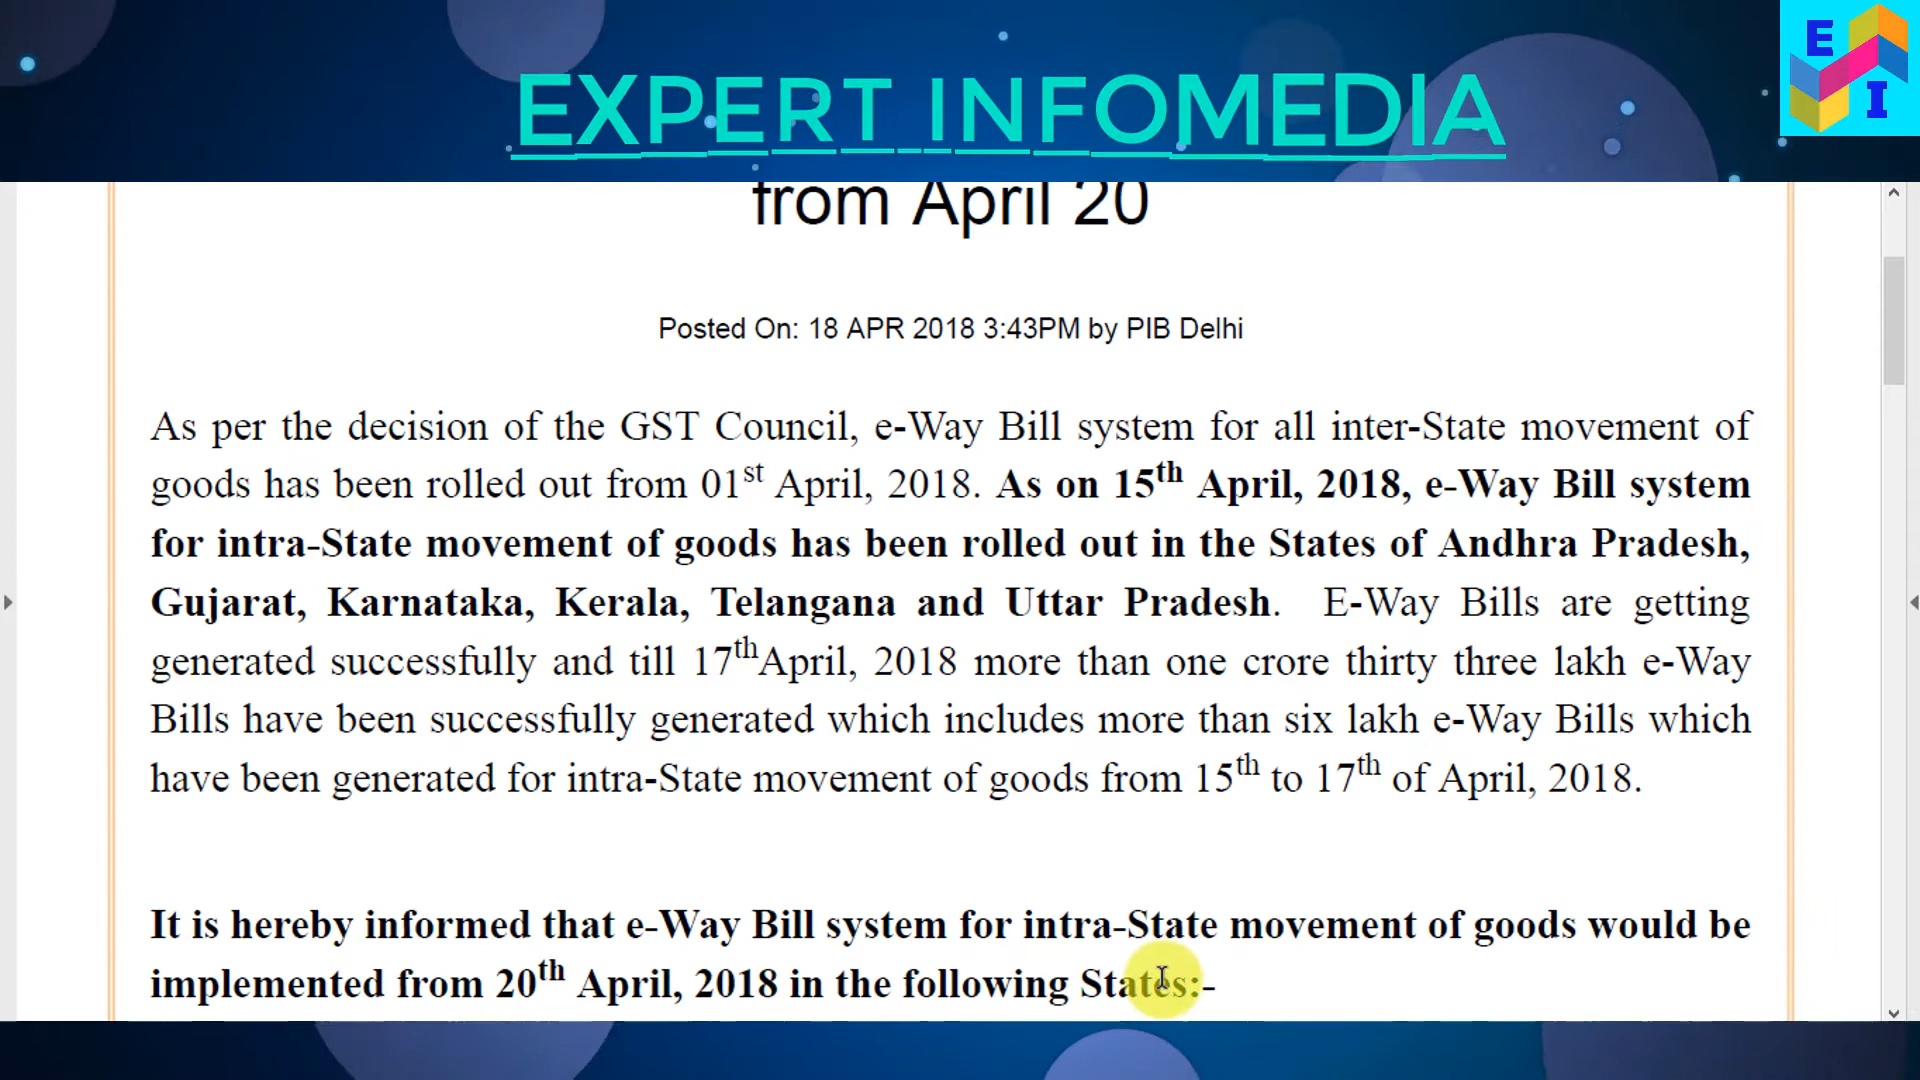 EXPERT INFOMEDIA
E
I
from April 20
Posted On: 18 APR 2018 3:43PM by PIB Delhi
As per the decision of the GST Council, e-Way Bill system for all inter-State movement of
goods has been rolled out from 01st April, 2018. As on 15th April, 2018, e-Way Bill system
for intra-State movement of goods has been rolled out in the States of Andhra Pradesh,
Gujarat, Karnataka, Kerala, Telangana and Uttar Pradesh. E-Way Bills are getting
generated successfully and till 17thApril, 2018 more than one crore thirty three lakh e-Way
Bills have been successfully generated which includes more than six lakh e-Way Bills which
have been generated for intra-State movement of goods from 15th to 17th of April, 2018.
It is hereby informed that e-Way Bill system for intra-State movement of goods would be
implemented from 20th April, 2018 in the following States:-